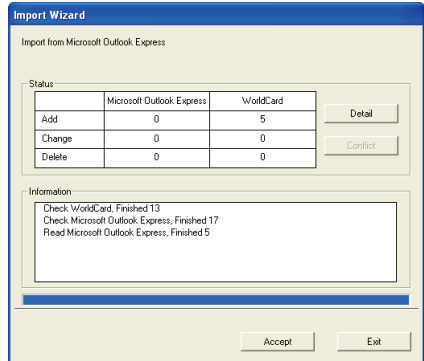 Import Wizard
Import from Microsoft Outlook Express
Status
Microsoft Outlook Express WorldCard
Add 0 5
Detail
Change 0 0
Conflict
Delete 0 0
Information
Check WorldCard, Finished 13
Check Microsoft Outlook Express, Finished 17
Read Microsoft Outlook Express, Finished 5
Accept Exit